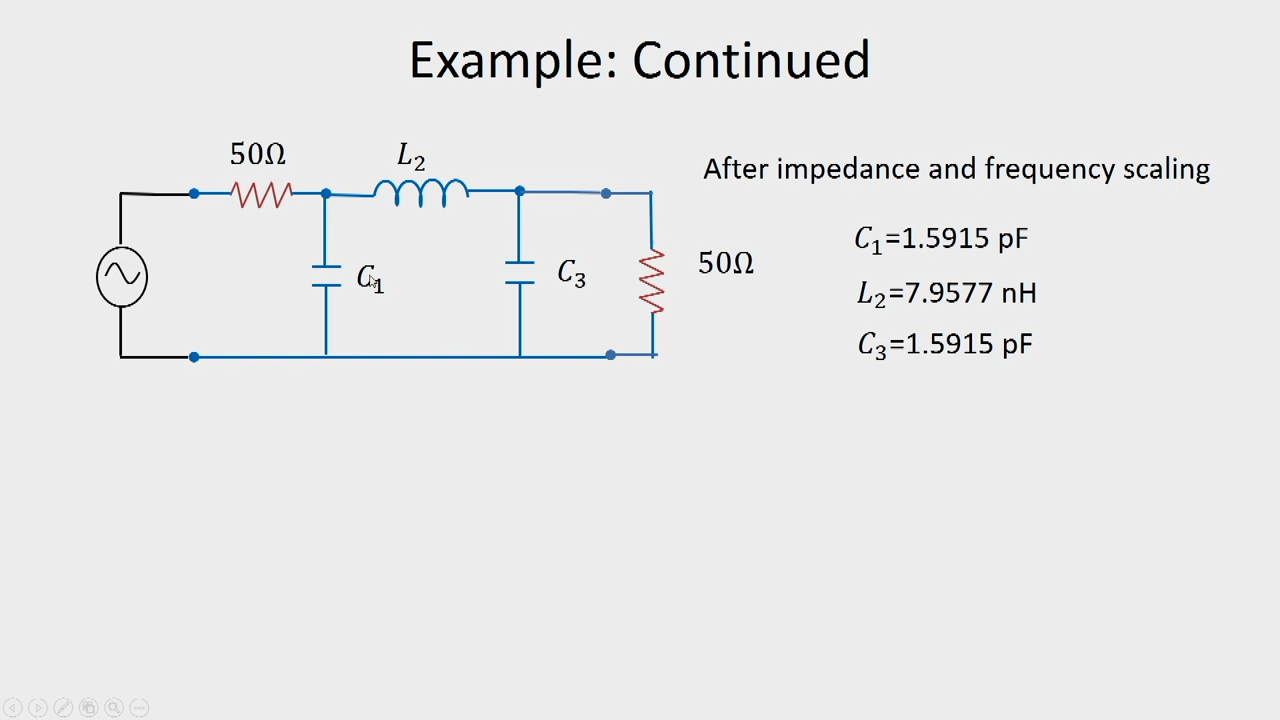 Example: Continued
50Ω
L₂
After impedance and frequency scaling
C₁=1.5915 pF
C₁
C₃
50Ω
L₂=7.9577 nH
C₃=1.5915 pF